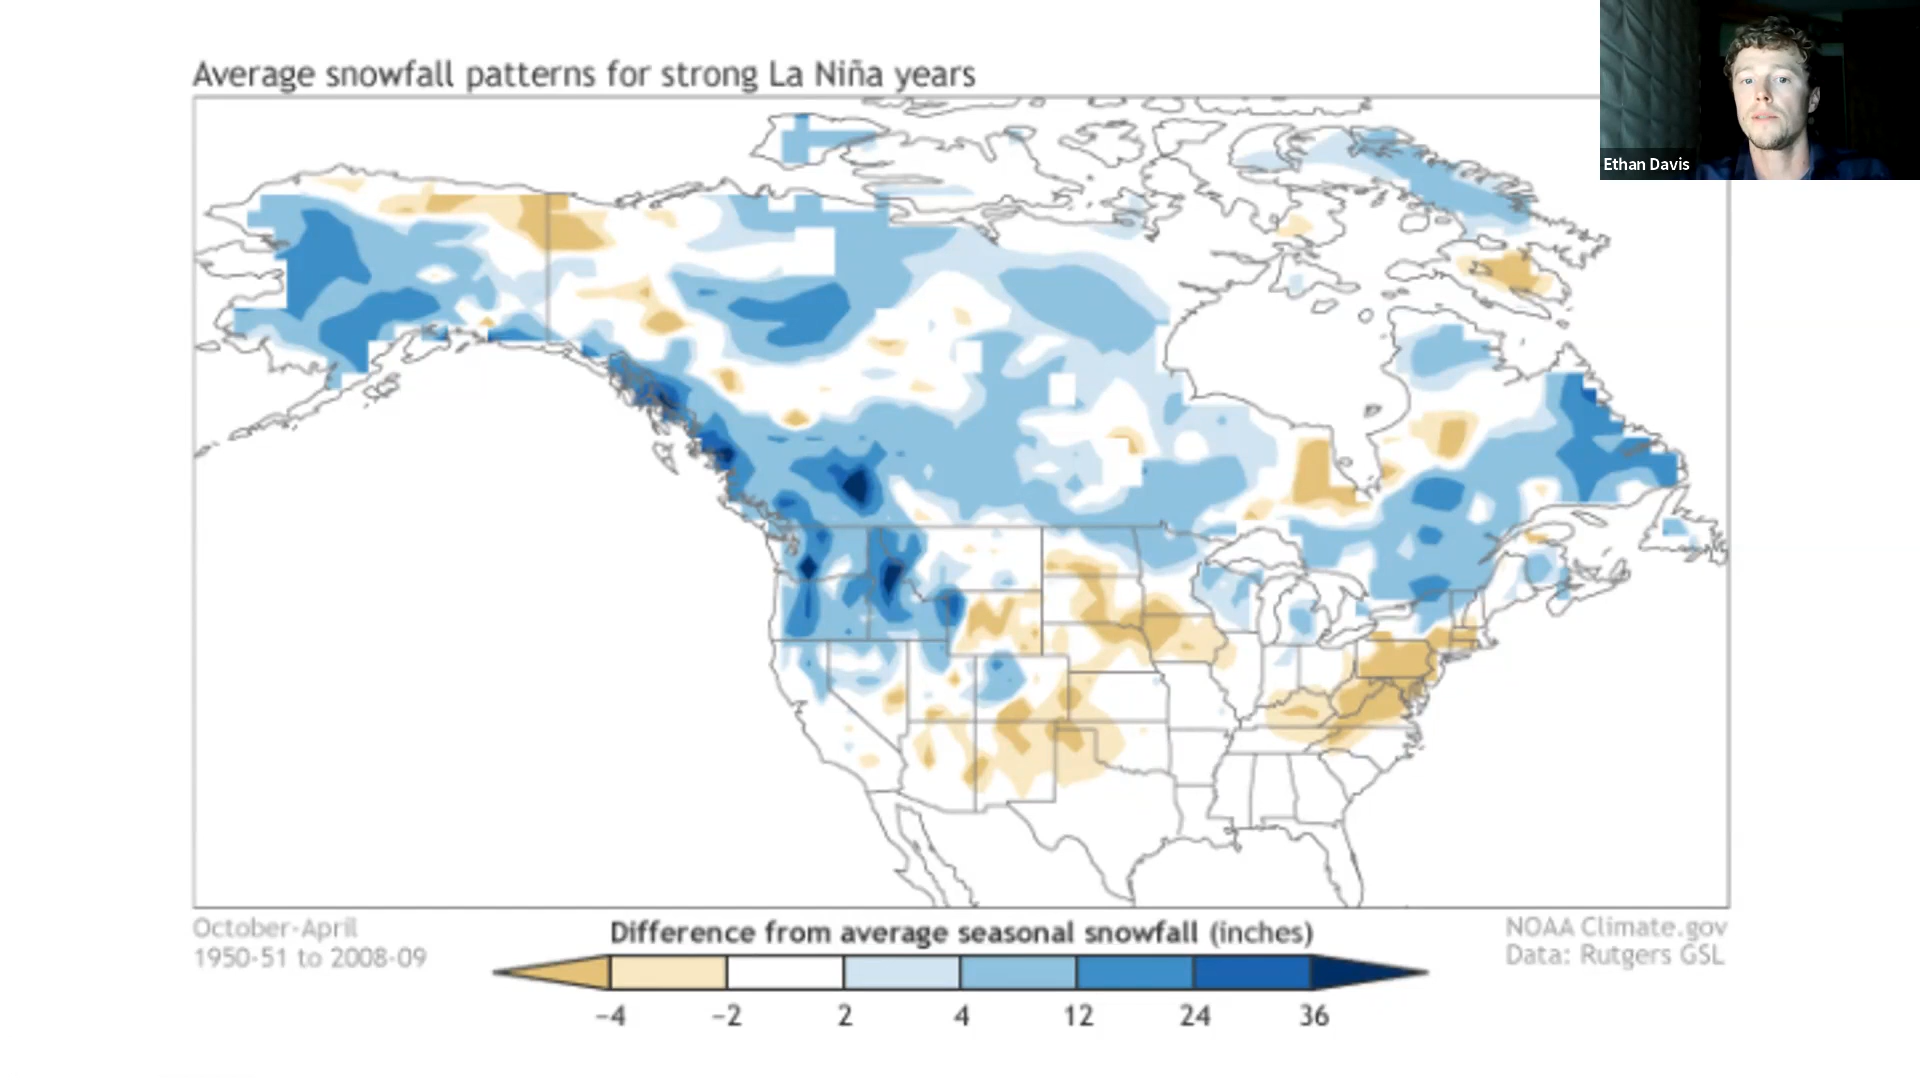 Average snowfall patterns for strong La Niña years
Ethan Davis
October-April
1950-51 to 2008-09
Difference from average seasonal snowfall (inches)
NOAA Climate.gov
Data: Rutgers GSL
−4 −2 2 4 12 24 36